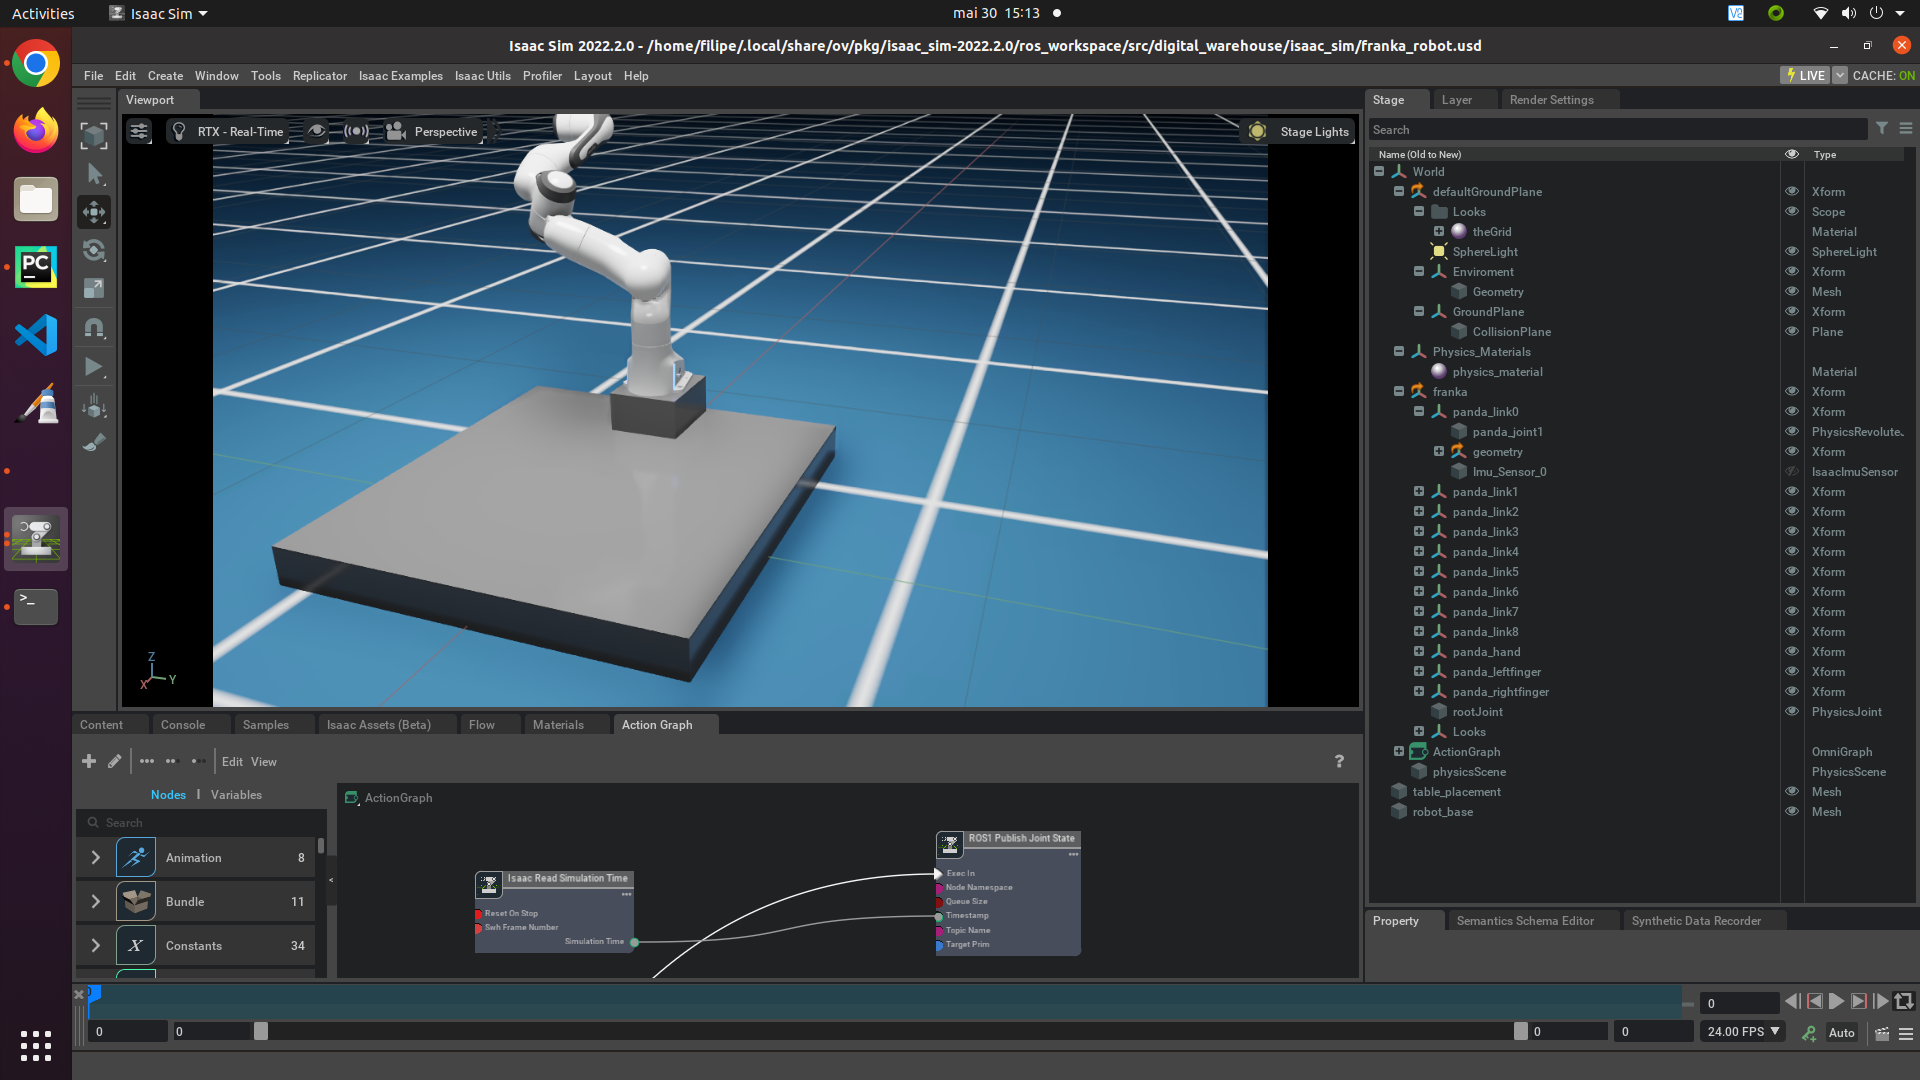 Activities Isaac Sim mai 30 15:13
Isaac Sim 2022.2.0 - /home/filipe/.local/share/ov/pkg/isaac_sim-2022.2.0/ros_workspace/src/digital_warehouse/isaac_sim/franka_robot.usd
File Edit Create Window Tools Replicator Isaac Examples Isaac Utils Profiler Layout Help LIVE CACHE: ON
Viewport
RTX - Real-Time Perspective Stage Lights
Z
X Y
Stage Layer Render Settings
Search
Name (Old to New) Type
World
defaultGroundPlane Xform
Looks Scope
theGrid Material
SphereLight SphereLight
Enviroment Xform
Geometry Mesh
GroundPlane Xform
CollisionPlane Plane
Physics_Materials
physics_material Material
franka Xform
panda_link0 Xform
panda_joint1 PhysicsRevolute..
geometry Xform
Imu_Sensor_0 IsaacImuSensor
panda_link1 Xform
panda_link2 Xform
panda_link3 Xform
panda_link4 Xform
panda_link5 Xform
panda_link6 Xform
panda_link7 Xform
panda_link8 Xform
panda_hand Xform
panda_leftfinger Xform
panda_rightfinger Xform
rootJoint PhysicsJoint
Looks
ActionGraph OmniGraph
physicsScene PhysicsScene
table_placement Mesh
robot_base Mesh
Content Console Samples Isaac Assets (Beta) Flow Materials Action Graph
Edit View ?
Nodes | Variables
Search
Animation 8
Bundle 11
Constants 34
ActionGraph
Isaac Read Simulation Time
Reset On Stop
Swh Frame Number
Simulation Time
ROS1 Publish Joint State
Exec In
Node Namespace
Queue Size
Timestamp
Topic Name
Target Prim
Property Semantics Schema Editor Synthetic Data Recorder
0
0 0 0 0 24.00 FPS Auto
PC